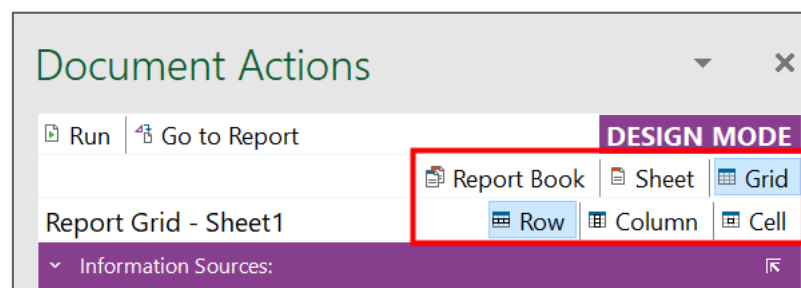 Document Actions
Run Go to Report DESIGN MODE
Report Book Sheet Grid
Report Grid - Sheet1 Row Column Cell
Information Sources: